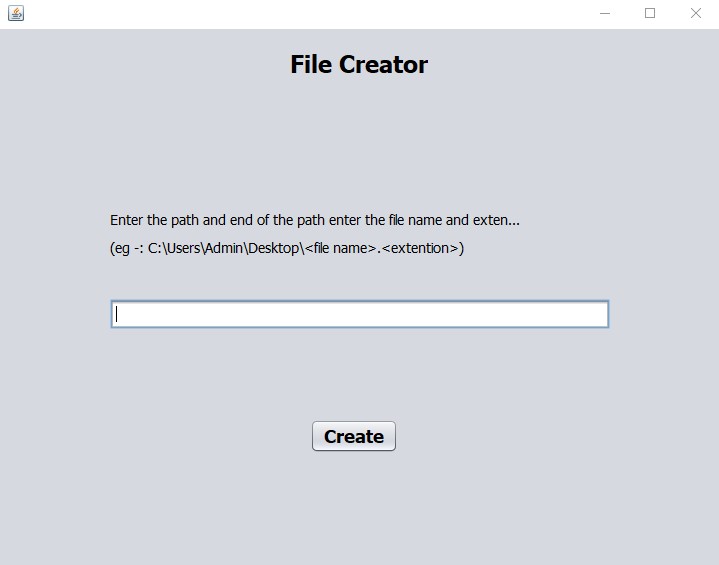 File Creator
Enter the path and end of the path enter the file name and exten...
(eg -: C:\Users\Admin\Desktop\<file name>.<extention>)
Create